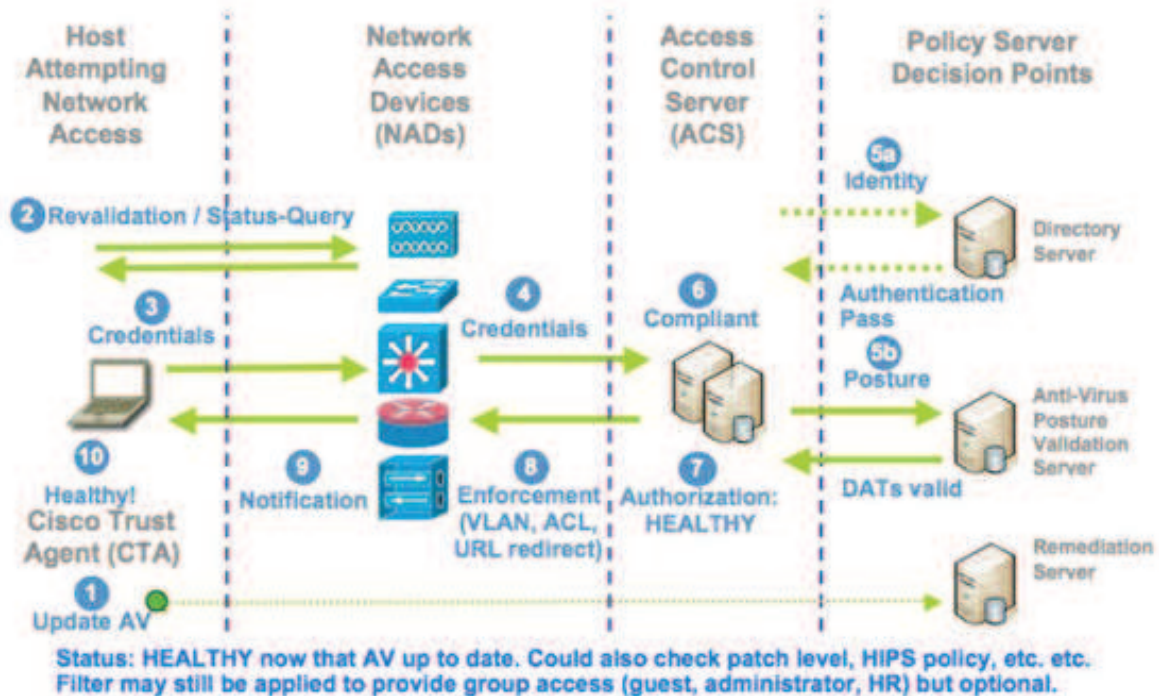 Host
Attempting
Network
Access
Network
Access
Devices
(NADs)
Access
Control
Server
(ACS)
Policy Server
Decision Points
5a
Identity
2 Revalidation / Status-Query
Directory
Server
3
Credentials
4
Credentials
6
Compliant
Authentication
Pass
5b
Posture
Anti-Virus
Posture
Validation
Server
10
Healthy!
Cisco Trust
Agent (CTA)
9
Notification
8
Enforcement
(VLAN, ACL,
URL redirect)
7
Authorization:
HEALTHY
DATs valid
Remediation
Server
1
Update AV
Status: HEALTHY now that AV up to date. Could also check patch level, HIPS policy, etc. etc.
Filter may still be applied to provide group access (guest, administrator, HR) but optional.